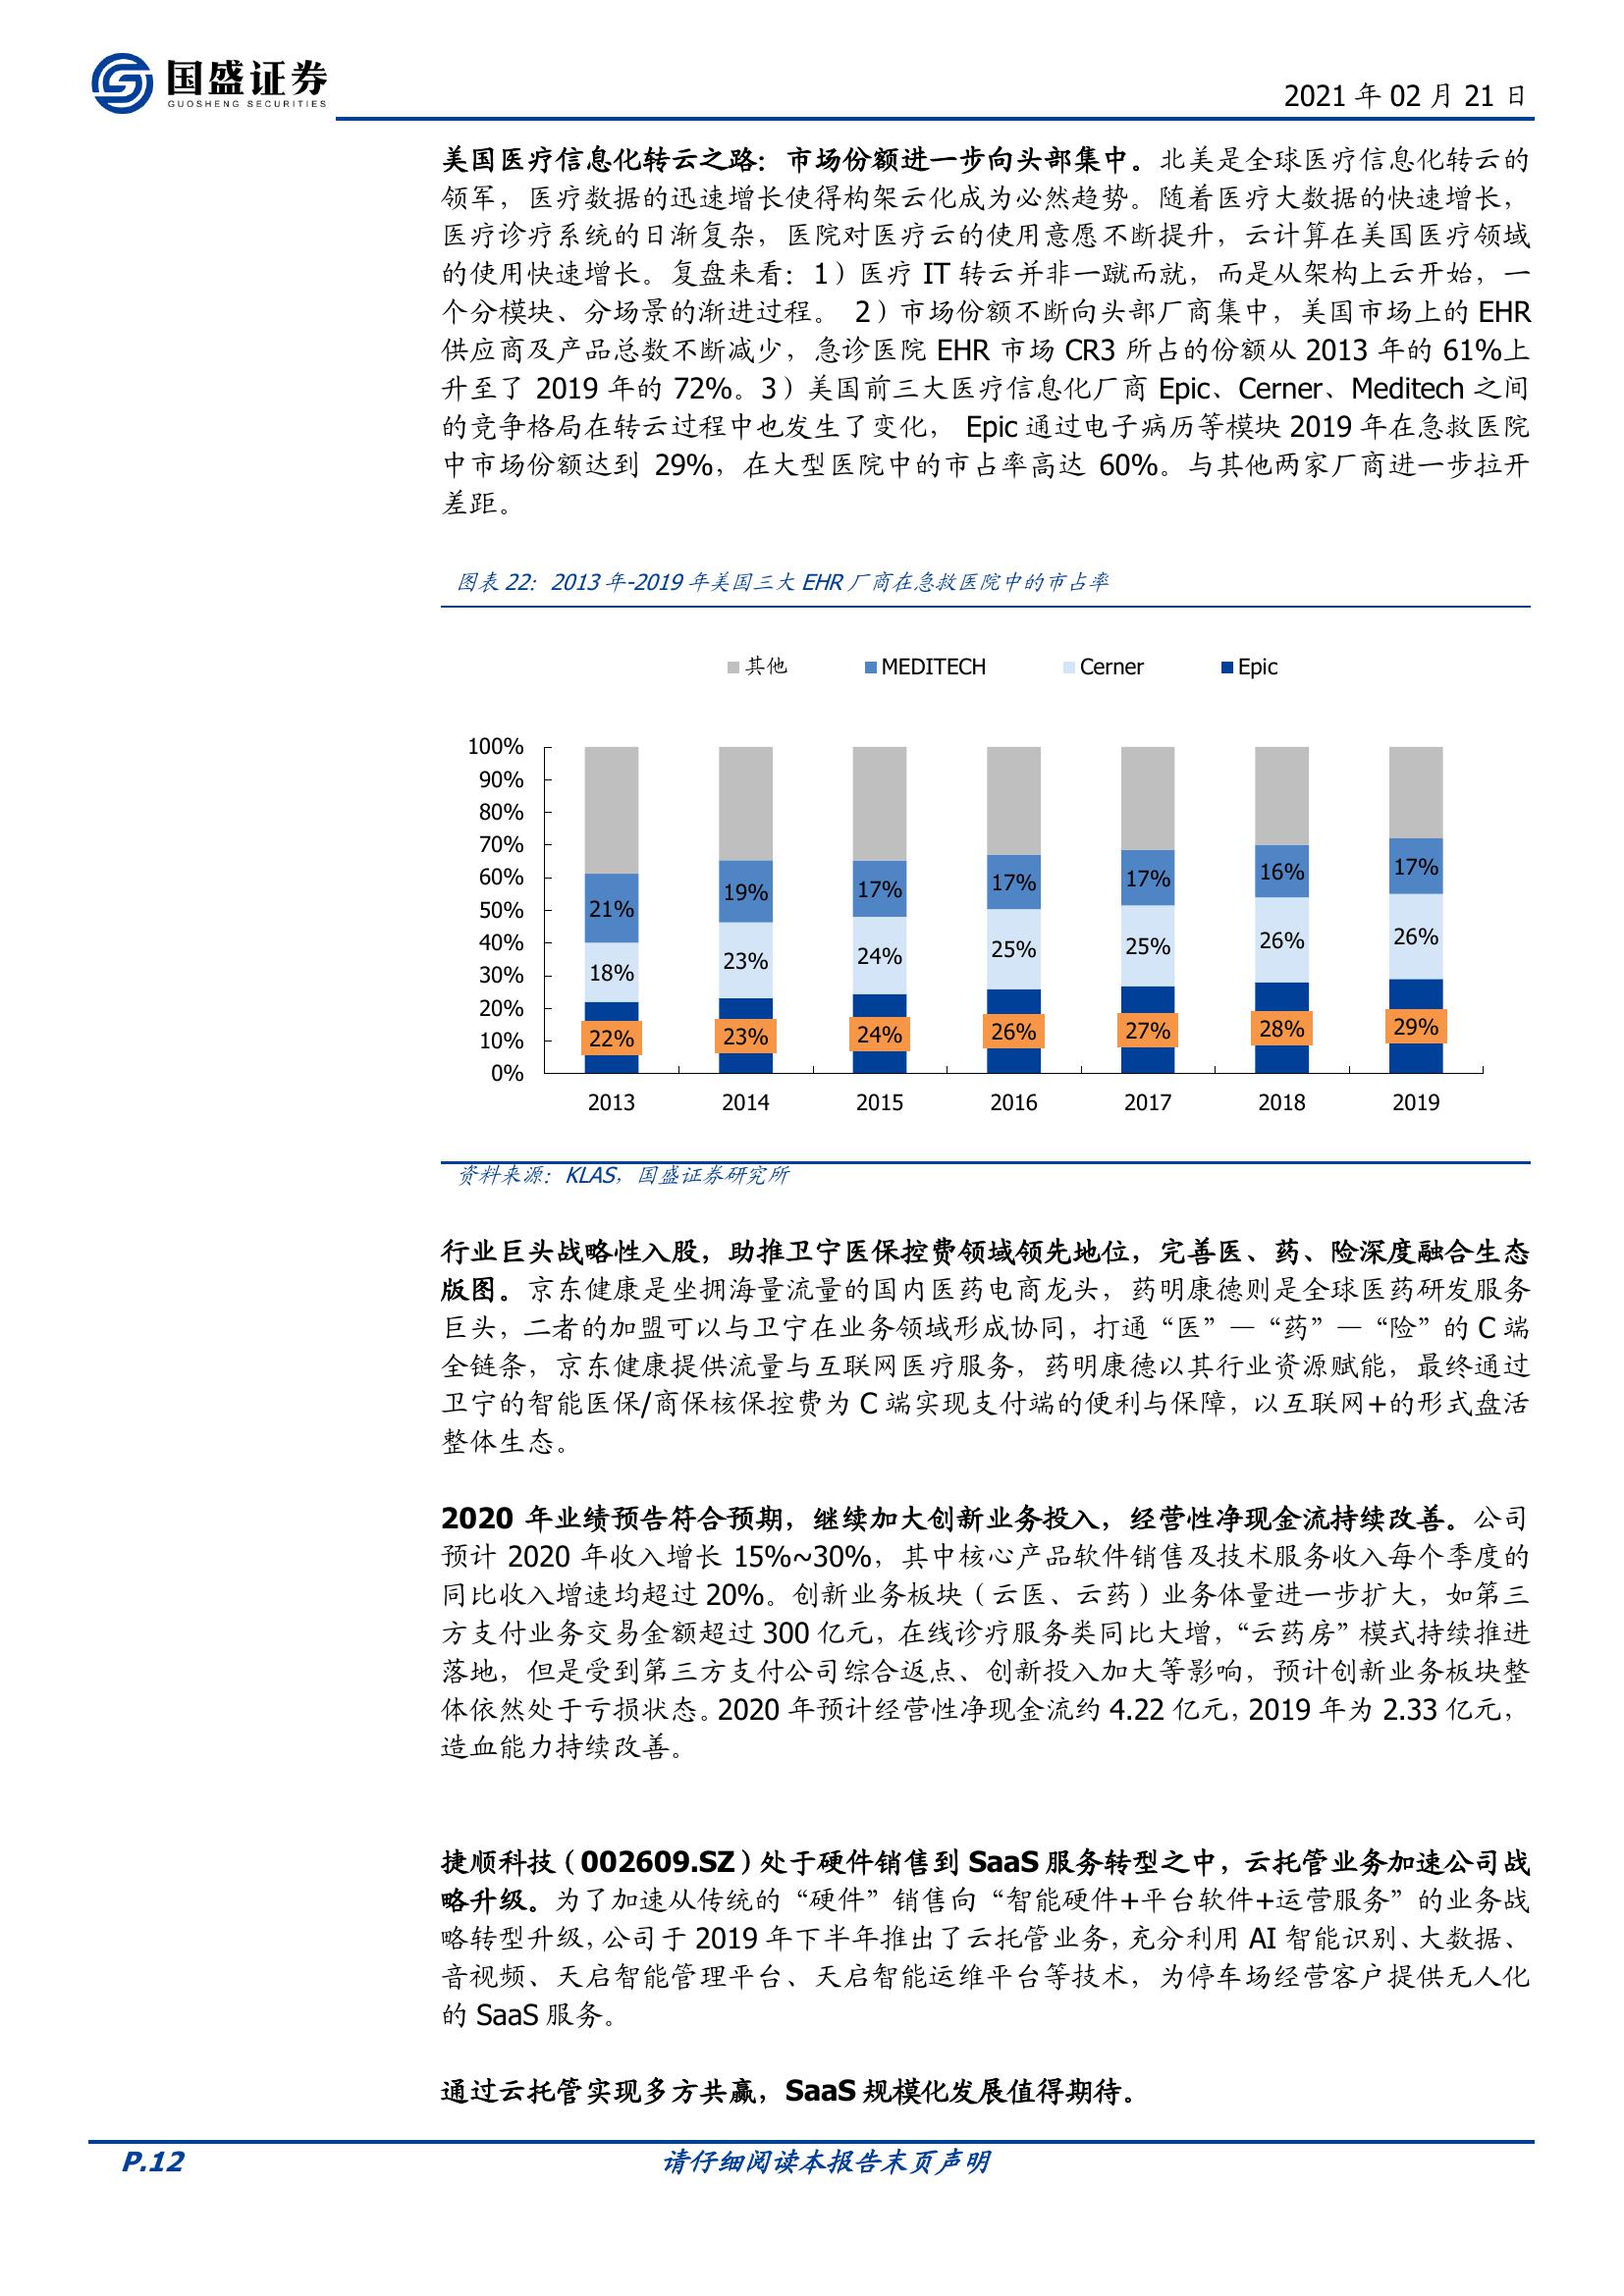 国盛证券
GUOSHENG SECURITIES
2021 年 02 月 21 日
美国医疗信息化转云之路：市场份额进一步向头部集中。北美是全球医疗信息化转云的
领军，医疗数据的迅速增长使得构架云化成为必然趋势。随着医疗大数据的快速增长，
医疗诊疗系统的日渐复杂，医院对医疗云的使用意愿不断提升，云计算在美国医疗领域
的使用快速增长。复盘来看：1）医疗 IT 转云并非一蹴而就，而是从架构上云开始，一
个分模块、分场景的渐进过程。 2）市场份额不断向头部厂商集中，美国市场上的 EHR
供应商及产品总数不断减少，急诊医院 EHR 市场 CR3 所占的份额从 2013 年的 61%上
升至了 2019 年的 72%。3）美国前三大医疗信息化厂商 Epic、Cerner、Meditech 之间
的竞争格局在转云过程中也发生了变化， Epic 通过电子病历等模块 2019 年在急救医院
中市场份额达到 29%，在大型医院中的市占率高达 60%。与其他两家厂商进一步拉开
差距。
图表 22：2013 年-2019 年美国三大 EHR 厂商在急救医院中的市占率
其他 MEDITECH Cerner Epic
100%
90%
80%
70%
60%
50%
40%
30%
20%
10%
0%
21% 19% 17% 17% 17% 16% 17%
18% 23% 24% 25% 25% 26% 26%
22% 23% 24% 26% 27% 28% 29%
2013 2014 2015 2016 2017 2018 2019
资料来源：KLAS，国盛证券研究所
行业巨头战略性入股，助推卫宁医保控费领域领先地位，完善医、药、险深度融合生态
版图。京东健康是坐拥海量流量的国内医药电商龙头，药明康德则是全球医药研发服务
巨头，二者的加盟可以与卫宁在业务领域形成协同，打通“医”—“药”—“险”的 C 端
全链条，京东健康提供流量与互联网医疗服务，药明康德以其行业资源赋能，最终通过
卫宁的智能医保/商保核保控费为 C 端实现支付端的便利与保障，以互联网+的形式盘活
整体生态。
2020 年业绩预告符合预期，继续加大创新业务投入，经营性净现金流持续改善。公司
预计 2020 年收入增长 15%~30%，其中核心产品软件销售及技术服务收入每个季度的
同比收入增速均超过 20%。创新业务板块（云医、云药）业务体量进一步扩大，如第三
方支付业务交易金额超过 300 亿元，在线诊疗服务类同比大增，“云药房”模式持续推进
落地，但是受到第三方支付公司综合返点、创新投入加大等影响，预计创新业务板块整
体依然处于亏损状态。2020 年预计经营性净现金流约 4.22 亿元，2019 年为 2.33 亿元，
造血能力持续改善。
捷顺科技（002609.SZ）处于硬件销售到 SaaS 服务转型之中，云托管业务加速公司战
略升级。为了加速从传统的“硬件”销售向“智能硬件+平台软件+运营服务”的业务战
略转型升级，公司于 2019 年下半年推出了云托管业务，充分利用 AI 智能识别、大数据、
音视频、天启智能管理平台、天启智能运维平台等技术，为停车场经营客户提供无人化
的 SaaS 服务。
通过云托管实现多方共赢，SaaS 规模化发展值得期待。
P.12 请仔细阅读本报告末页声明